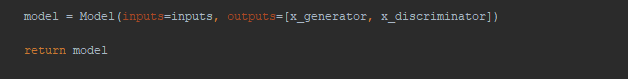 model = Model(inputs=inputs, outputs=[x_generator, x_discriminator])
return model